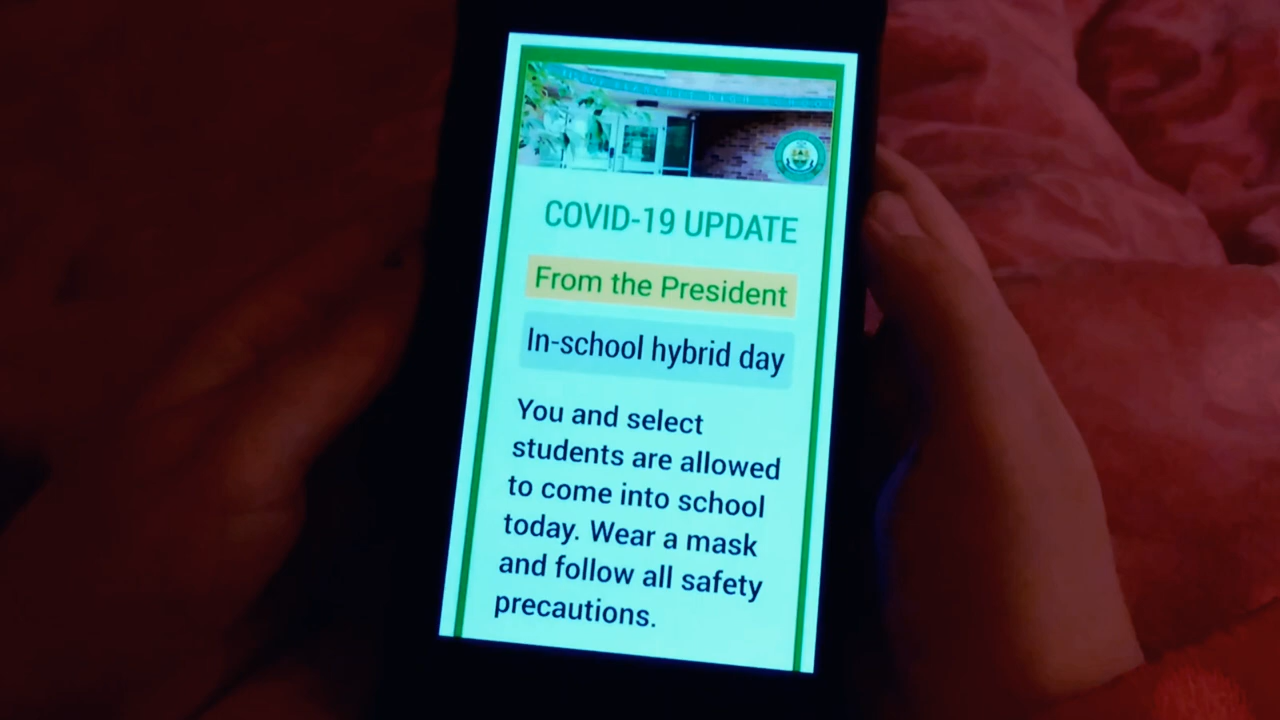 COVID-19 UPDATE
From the President
In-school hybrid day
You and select
students are allowed
to come into school
today. Wear a mask
and follow all safety
precautions.